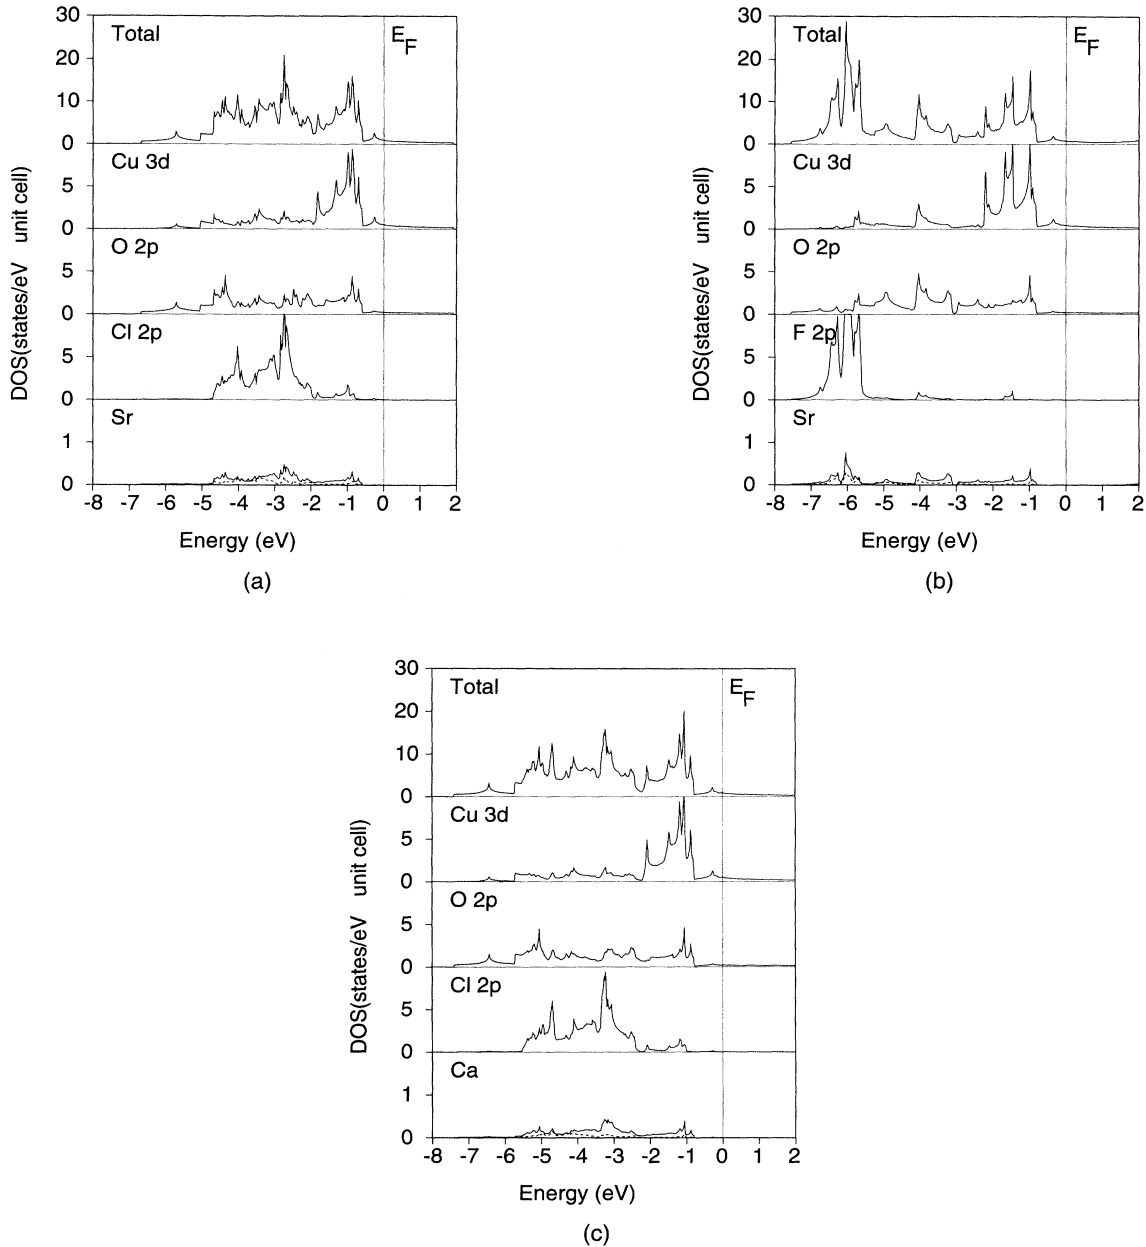 30
Total
E_F
20
10
0
Cu 3d
5
0
O 2p
5
0
Cl 2p
5
0
Sr
1
0
-8 -7 -6 -5 -4 -3 -2 -1 0 1 2
DOS(states/eV unit cell)
Energy (eV)
(a)
30
Total
E_F
20
10
0
Cu 3d
5
0
O 2p
5
0
F 2p
5
0
Sr
1
0
-8 -7 -6 -5 -4 -3 -2 -1 0 1 2
DOS(states/eV unit cell)
Energy (eV)
(b)
30
Total
E_F
20
10
0
Cu 3d
5
0
O 2p
5
0
Cl 2p
5
0
Ca
1
0
-8 -7 -6 -5 -4 -3 -2 -1 0 1 2
DOS(states/eV unit cell)
Energy (eV)
(c)